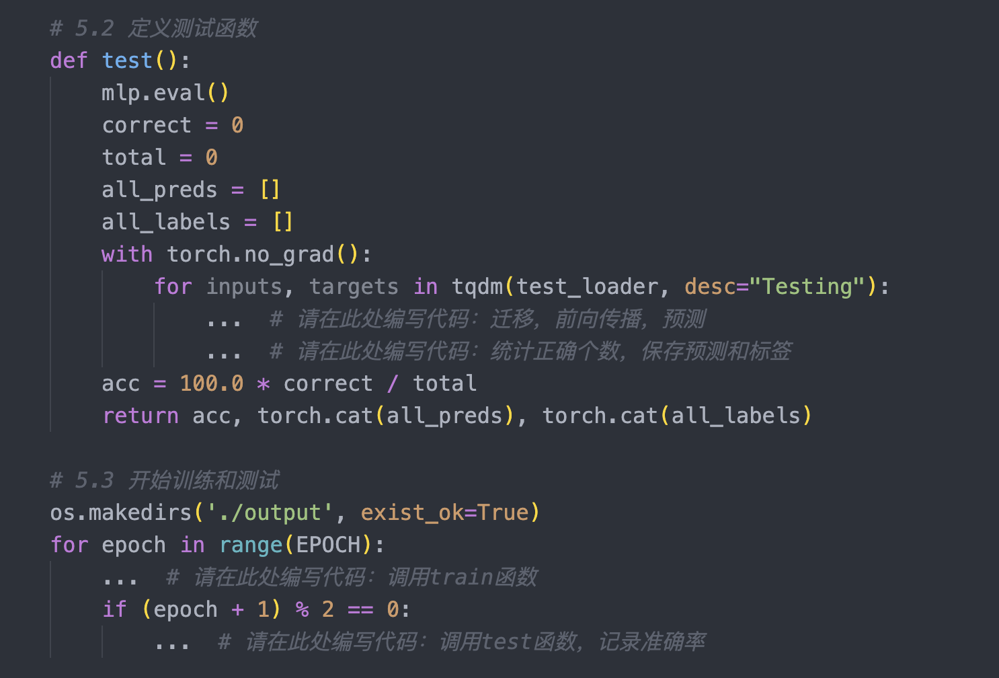 # 5.2 定义测试函数
def test():
    mlp.eval()
    correct = 0
    total = 0
    all_preds = []
    all_labels = []
    with torch.no_grad():
        for inputs, targets in tqdm(test_loader, desc="Testing"):
            ...  # 请在此处编写代码：迁移，前向传播，预测
            ...  # 请在此处编写代码：统计正确个数，保存预测和标签
    acc = 100.0 * correct / total
    return acc, torch.cat(all_preds), torch.cat(all_labels)

# 5.3 开始训练和测试
os.makedirs('./output', exist_ok=True)
for epoch in range(EPOCH):
    ...  # 请在此处编写代码：调用train函数
    if (epoch + 1) % 2 == 0:
        ...  # 请在此处编写代码：调用test函数，记录准确率